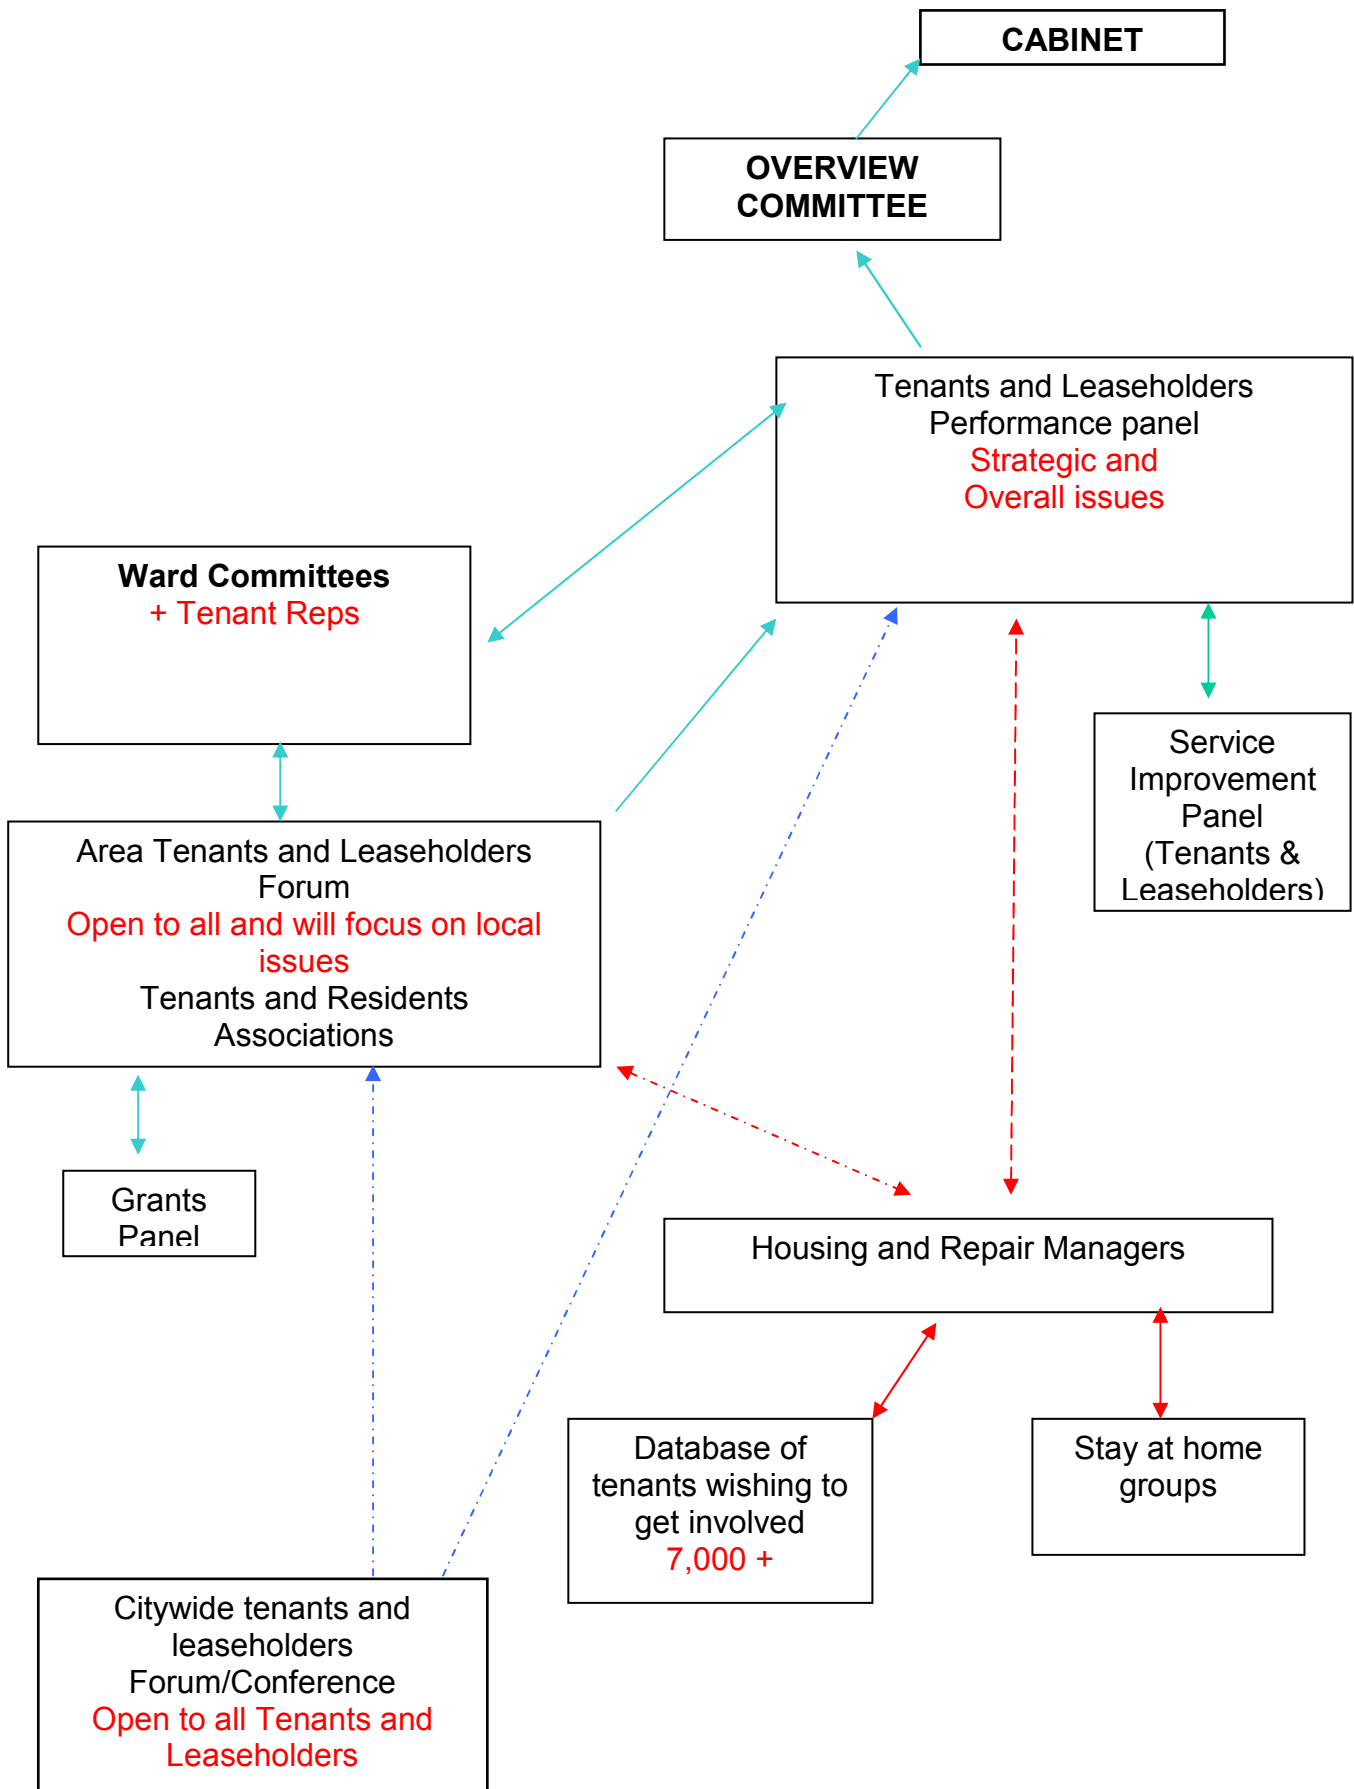 CABINET
OVERVIEW
COMMITTEE
Tenants and Leaseholders
Performance panel
Strategic and
Overall issues
Ward Committees
+ Tenant Reps
Service
Improvement
Panel
(Tenants &
Leaseholders)
Area Tenants and Leaseholders
Forum
Open to all and will focus on local
issues
Tenants and Residents
Associations
Grants
Panel
Housing and Repair Managers
Database of
tenants wishing to
get involved
7,000 +
Stay at home
groups
Citywide tenants and
leaseholders
Forum/Conference
Open to all Tenants and
Leaseholders